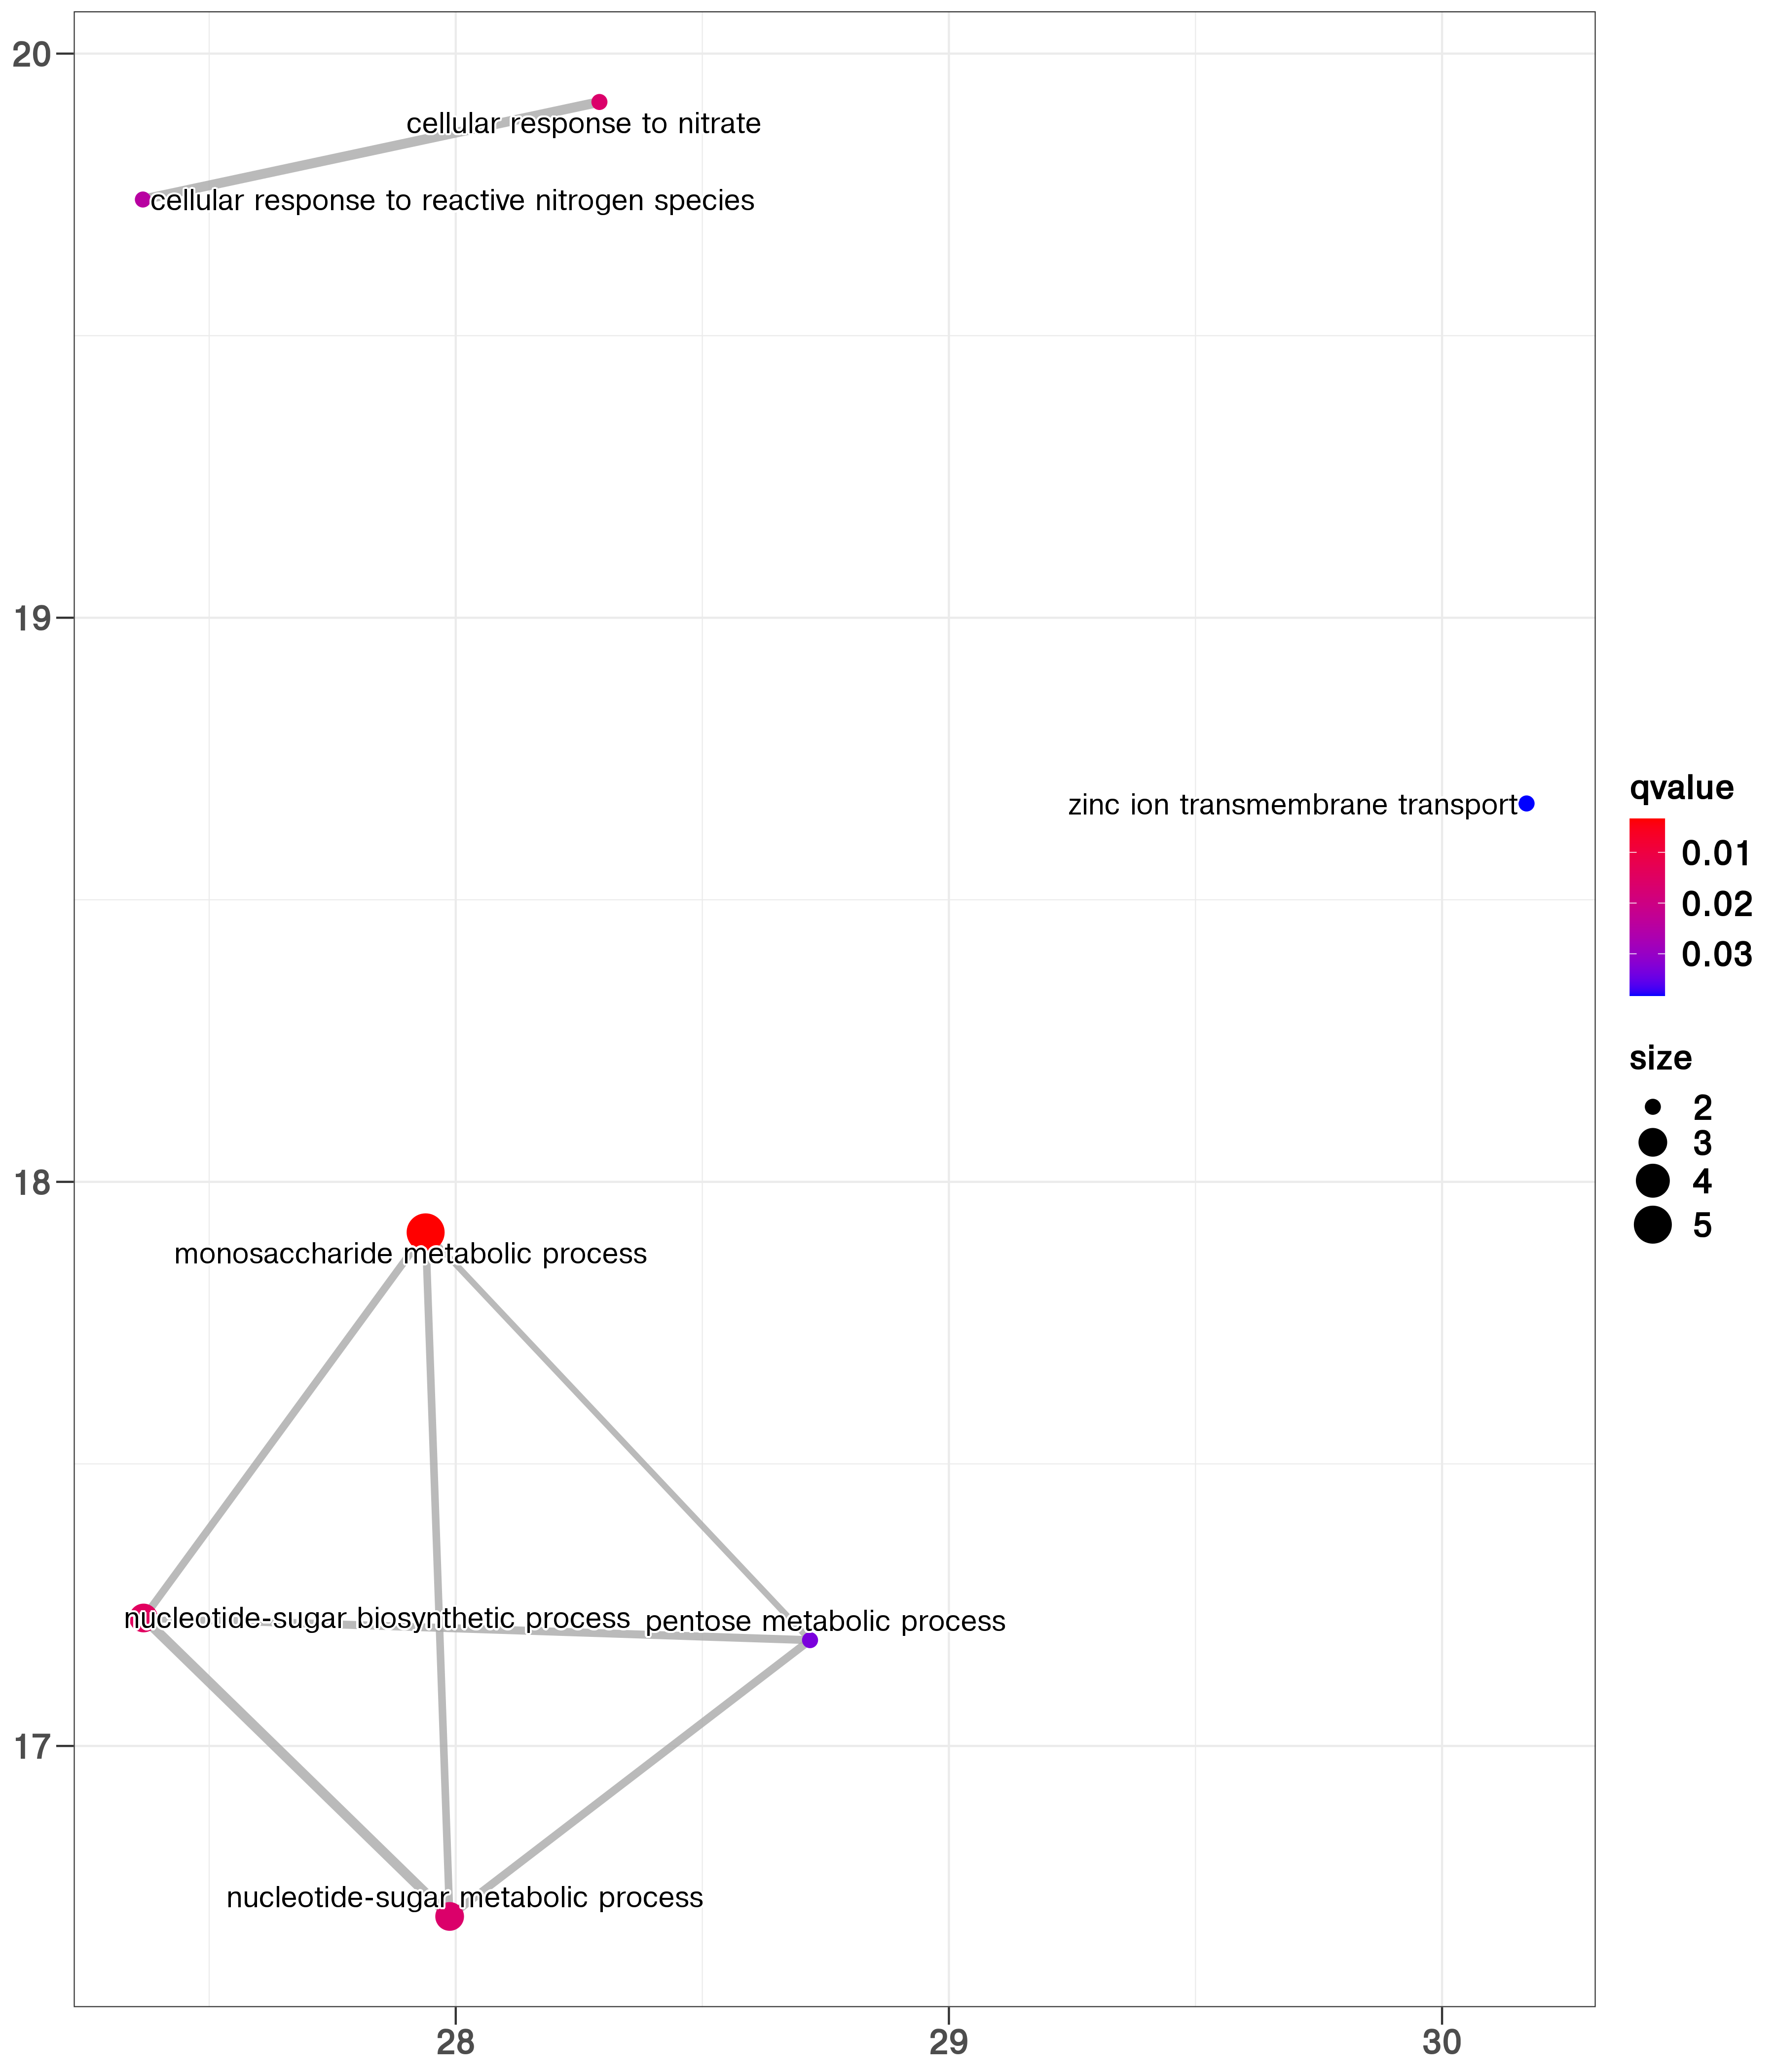 20
cellular response to nitrate
cellular response to reactive nitrogen species
19
zinc ion transmembrane transport
qvalue
0.01
0.02
0.03
size
2
3
4
5
18
monosaccharide metabolic process
nucleotide-sugar biosynthetic process
pentose metabolic process
17
nucleotide-sugar metabolic process
28
29
30